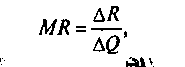 MR = ΔR/ΔQ,